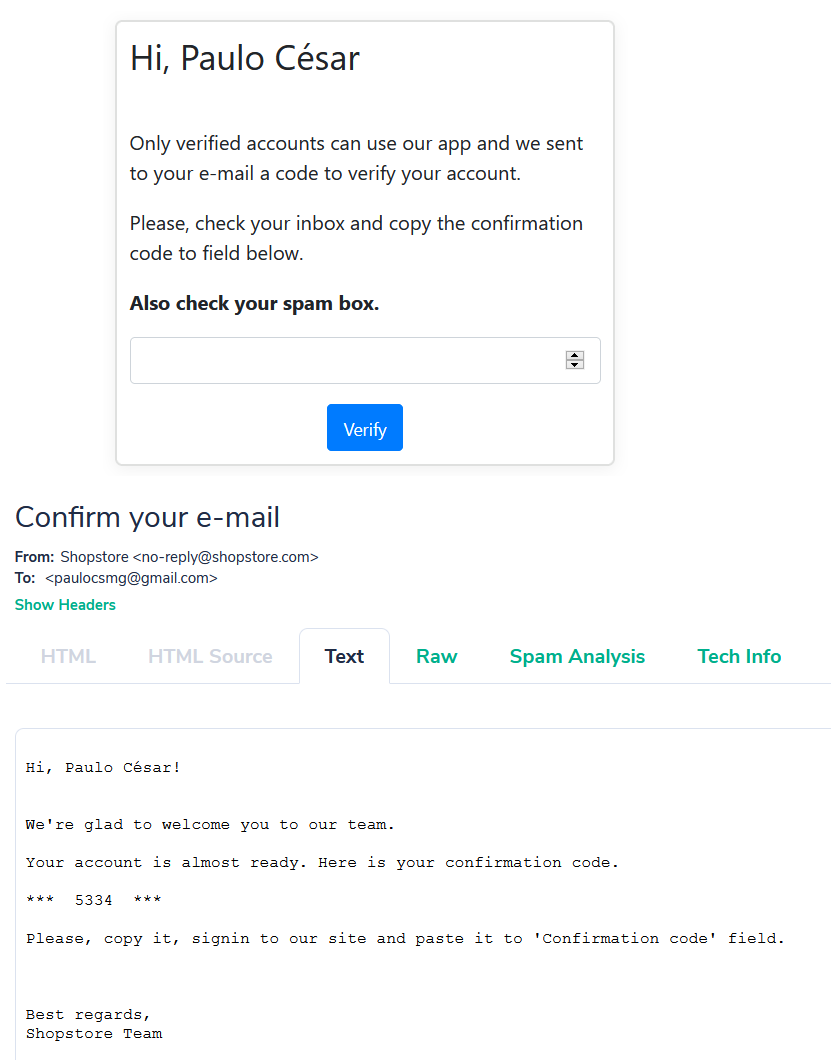 Hi, Paulo César
Only verified accounts can use our app and we sent
to your e-mail a code to verify your account.
Please, check your inbox and copy the confirmation
code to field below.
Also check your spam box.
Verify
Confirm your e-mail
From: Shopstore <no-reply@shopstore.com>
To: <paulocsmg@gmail.com>
Show Headers
HTML HTML Source Text Raw Spam Analysis Tech Info
Hi, Paulo César!
We're glad to welcome you to our team.
Your account is almost ready. Here is your confirmation code.
*** 5334 ***
Please, copy it, signin to our site and paste it to 'Confirmation code' field.
Best regards,
Shopstore Team